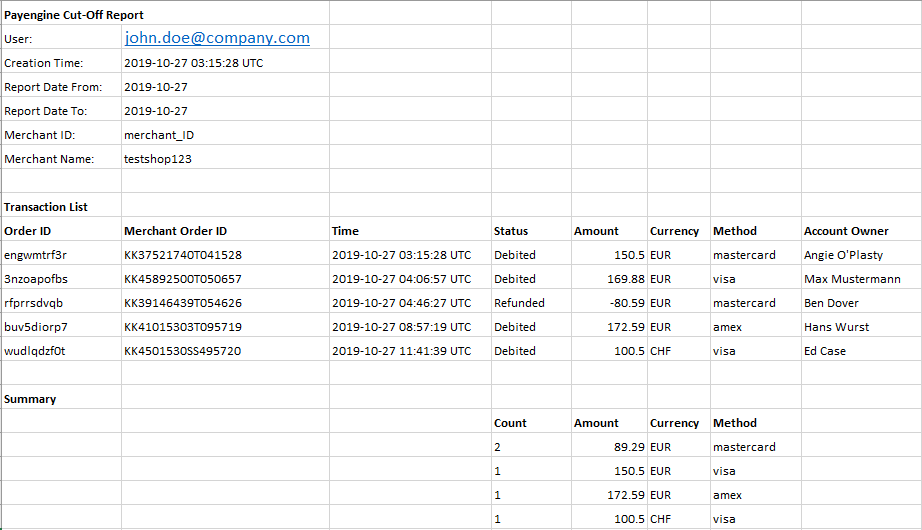 Payengine Cut-Off Report
User: john.doe@company.com
Creation Time: 2019-10-27 03:15:28 UTC
Report Date From: 2019-10-27
Report Date To: 2019-10-27
Merchant ID: merchant_ID
Merchant Name: testshop123
Transaction List
Order ID Merchant Order ID Time Status Amount Currency Method Account Owner
engwmtrf3r KK37521740T041528 2019-10-27 03:15:28 UTC Debited 150.5 EUR mastercard Angie O'Plasty
3nzoapofbs KK45892500T050657 2019-10-27 04:06:57 UTC Debited 169.88 EUR visa Max Mustermann
rfprrsdvqb KK39146439T054626 2019-10-27 04:46:27 UTC Refunded -80.59 EUR mastercard Ben Dover
buv5diorp7 KK41015303T095719 2019-10-27 08:57:19 UTC Debited 172.59 EUR amex Hans Wurst
wudlqdzf0t KK4501530SS495720 2019-10-27 11:41:39 UTC Debited 100.5 CHF visa Ed Case
Summary
Count Amount Currency Method
2 89.29 EUR mastercard
1 150.5 EUR visa
1 172.59 EUR amex
1 100.5 CHF visa